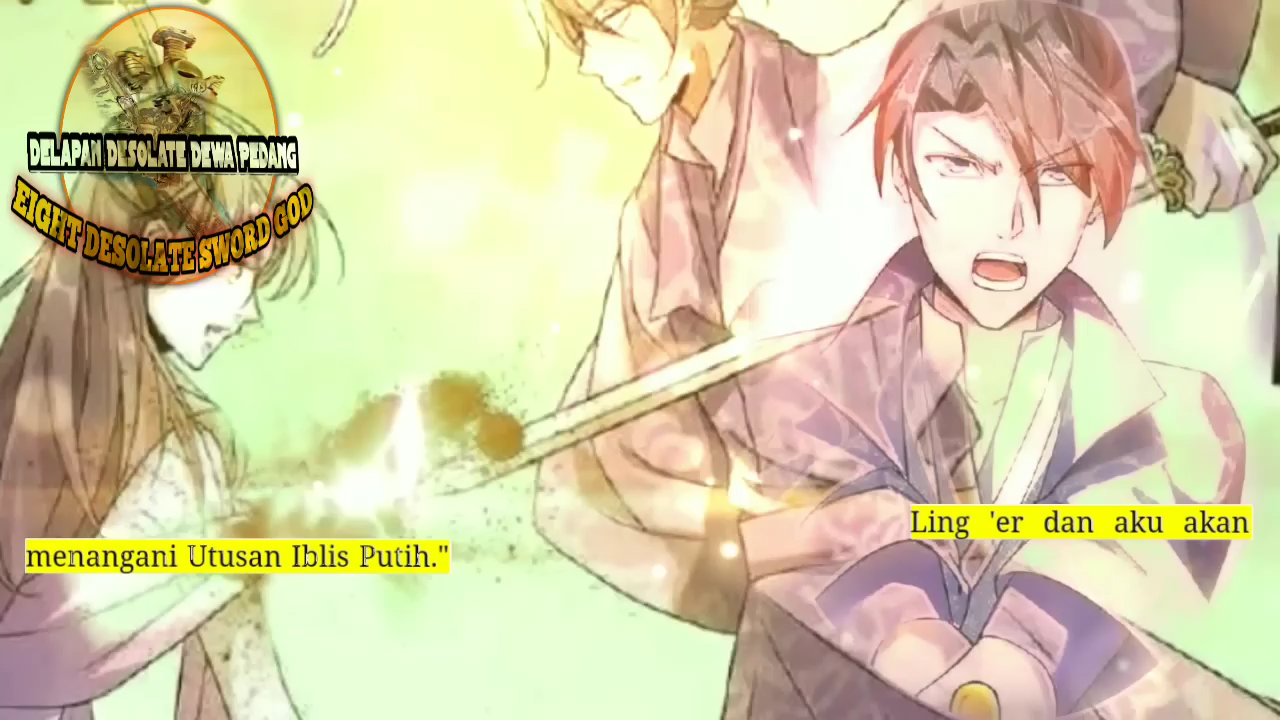 DELAPAN DESOLATE DEWA PEDANG
EIGHT DESOLATE SWORD GOD
Ling 'er dan aku akan
menangani Utusan Iblis Putih."